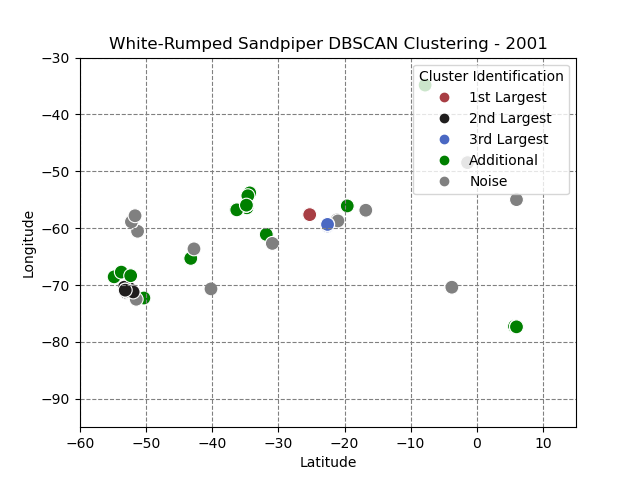 White-Rumped Sandpiper DBSCAN Clustering - 2001
−30
−40
−50
−60
−70
−80
−90
Longitude
Cluster Identification
1st Largest
2nd Largest
3rd Largest
Additional
Noise
−60 −50 −40 −30 −20 −10 0 10
Latitude